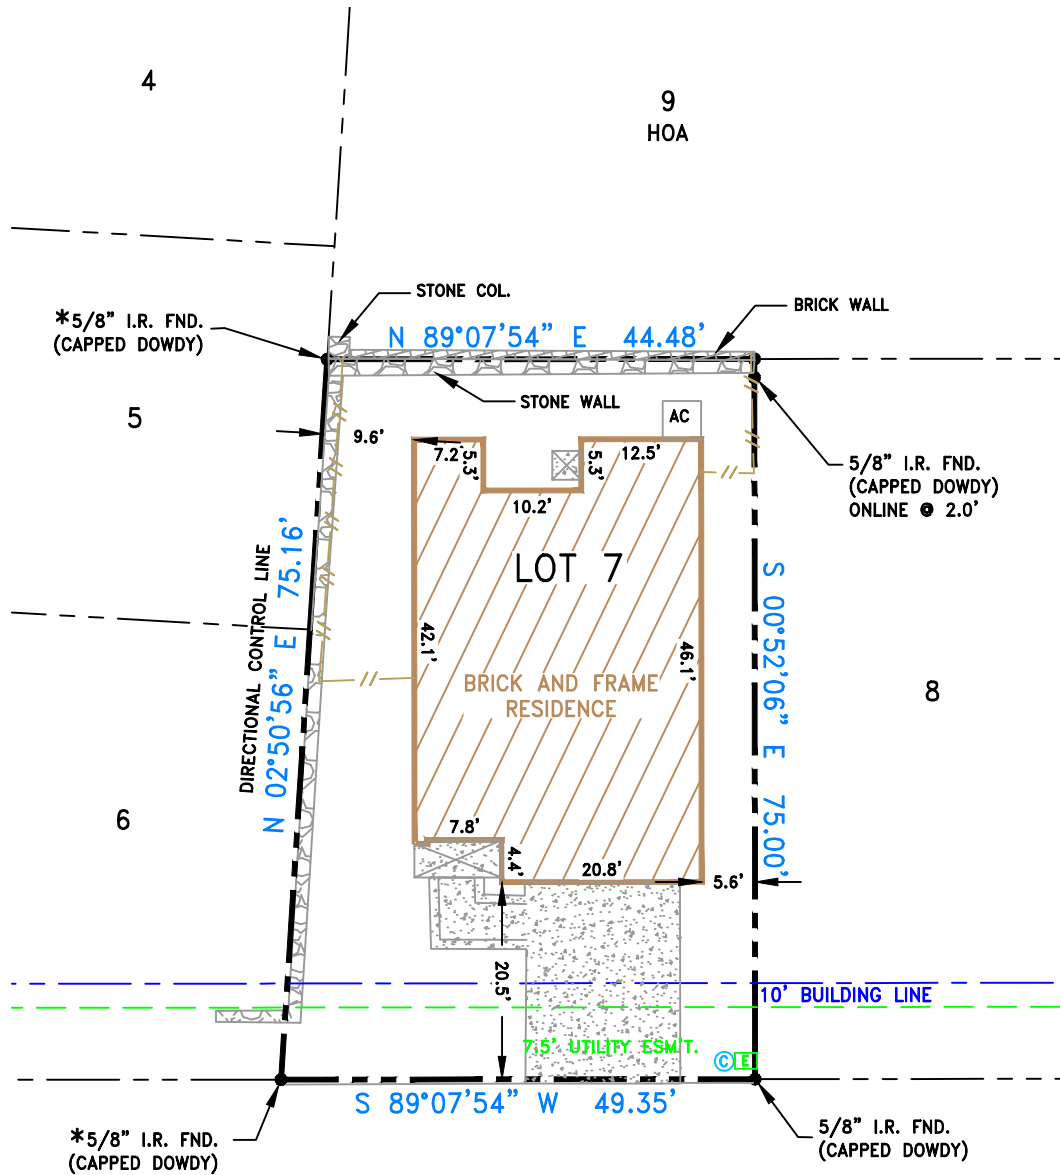 4
9
HOA
STONE COL.
BRICK WALL
*5/8" I.R. FND.
(CAPPED DOWDY)
N 89°07'54" E 44.48'
STONE WALL
AC
5
9.6'
7.2'
5.3'
5.3'
12.5'
10.2'
5/8" I.R. FND.
(CAPPED DOWDY)
ONLINE @ 2.0'
LOT 7
DIRECTIONAL CONTROL LINE
N 02°50'56" E 75.16'
42.1'
46.1'
S 00°52'06" E 75.00'
BRICK AND FRAME
RESIDENCE
8
6
7.8'
4.4'
20.8'
5.6'
20.5'
10' BUILDING LINE
7.5' UTILITY ESM'T.
©
E
S 89°07'54" W 49.35'
*5/8" I.R. FND.
(CAPPED DOWDY)
5/8" I.R. FND.
(CAPPED DOWDY)